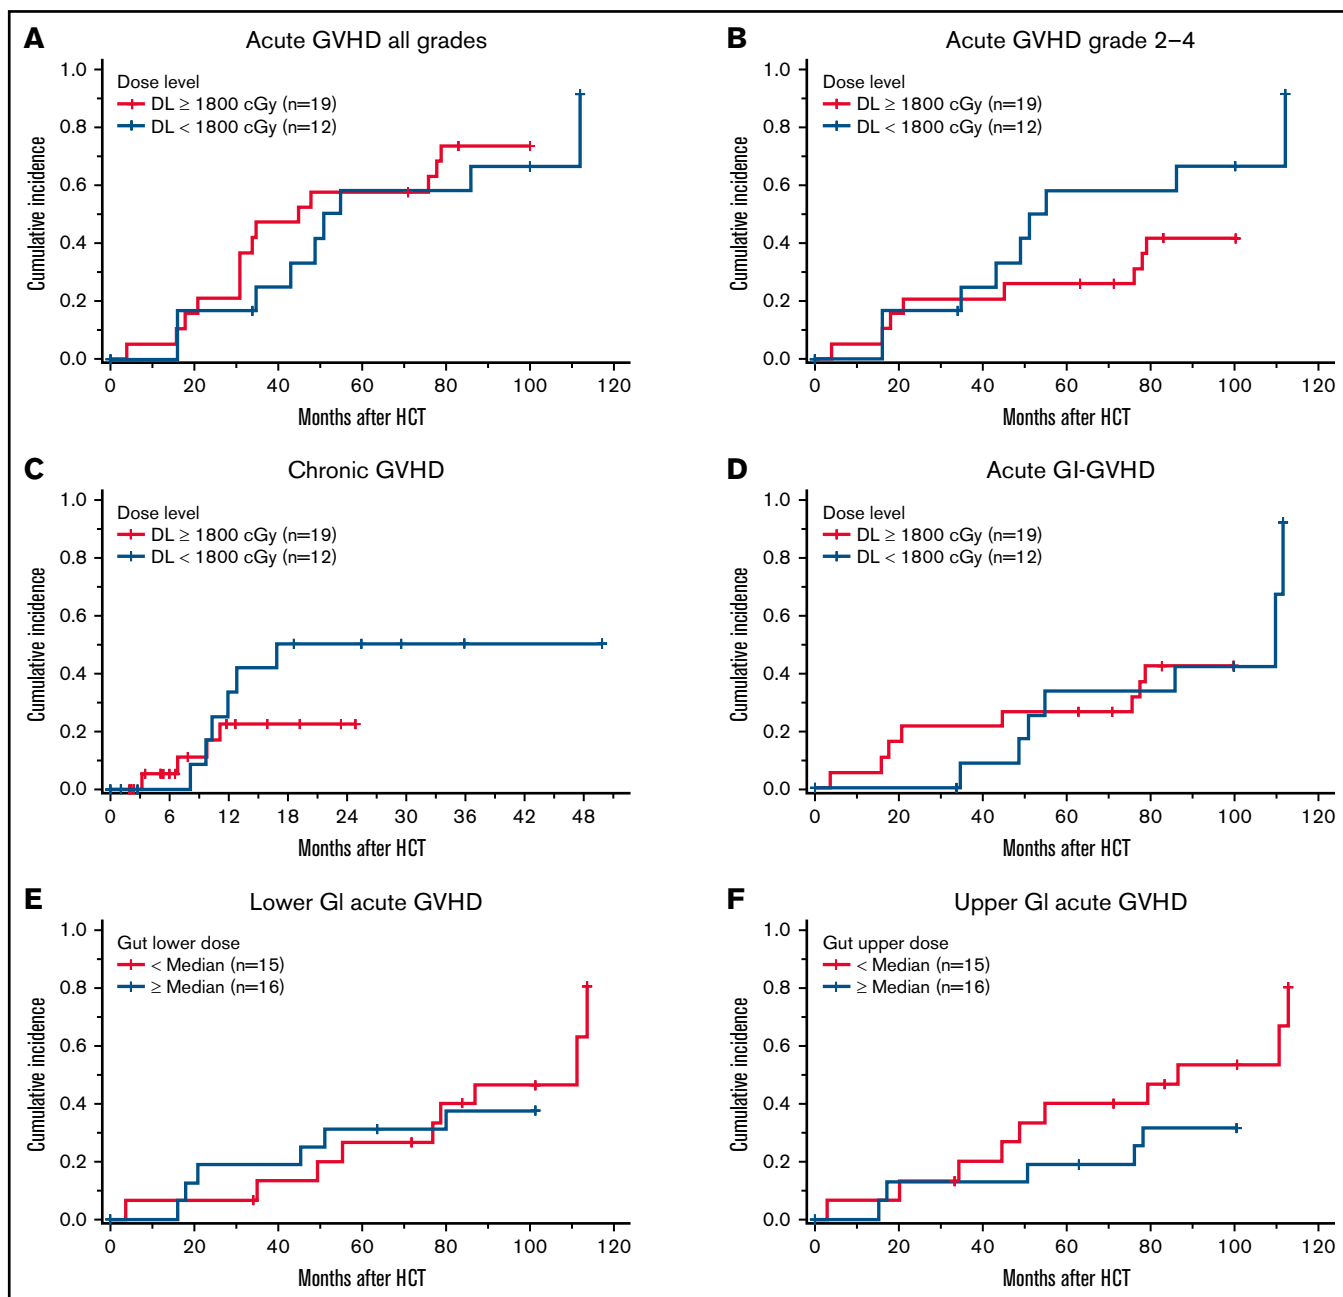 A
Acute GVHD all grades
Dose level
DL ≥ 1800 cGy (n=19)
DL < 1800 cGy (n=12)
Cumulative incidence
1.0
0.8
0.6
0.4
0.2
0.0
0 20 40 60 80 100 120
Months after HCT
B
Acute GVHD grade 2–4
Dose level
DL ≥ 1800 cGy (n=19)
DL < 1800 cGy (n=12)
Cumulative incidence
1.0
0.8
0.6
0.4
0.2
0.0
0 20 40 60 80 100 120
Months after HCT
C
Chronic GVHD
Dose level
DL ≥ 1800 cGy (n=19)
DL < 1800 cGy (n=12)
Cumulative incidence
1.0
0.8
0.6
0.4
0.2
0.0
0 6 12 18 24 30 36 42 48
Months after HCT
D
Acute GI-GVHD
Dose level
DL ≥ 1800 cGy (n=19)
DL < 1800 cGy (n=12)
Cumulative incidence
1.0
0.8
0.6
0.4
0.2
0.0
0 20 40 60 80 100 120
Months after HCT
E
Lower GI acute GVHD
Gut lower dose
< Median (n=15)
≥ Median (n=16)
Cumulative incidence
1.0
0.8
0.6
0.4
0.2
0.0
0 20 40 60 80 100 120
Months after HCT
F
Upper GI acute GVHD
Gut upper dose
< Median (n=15)
≥ Median (n=16)
Cumulative incidence
1.0
0.8
0.6
0.4
0.2
0.0
0 20 40 60 80 100 120
Months after HCT